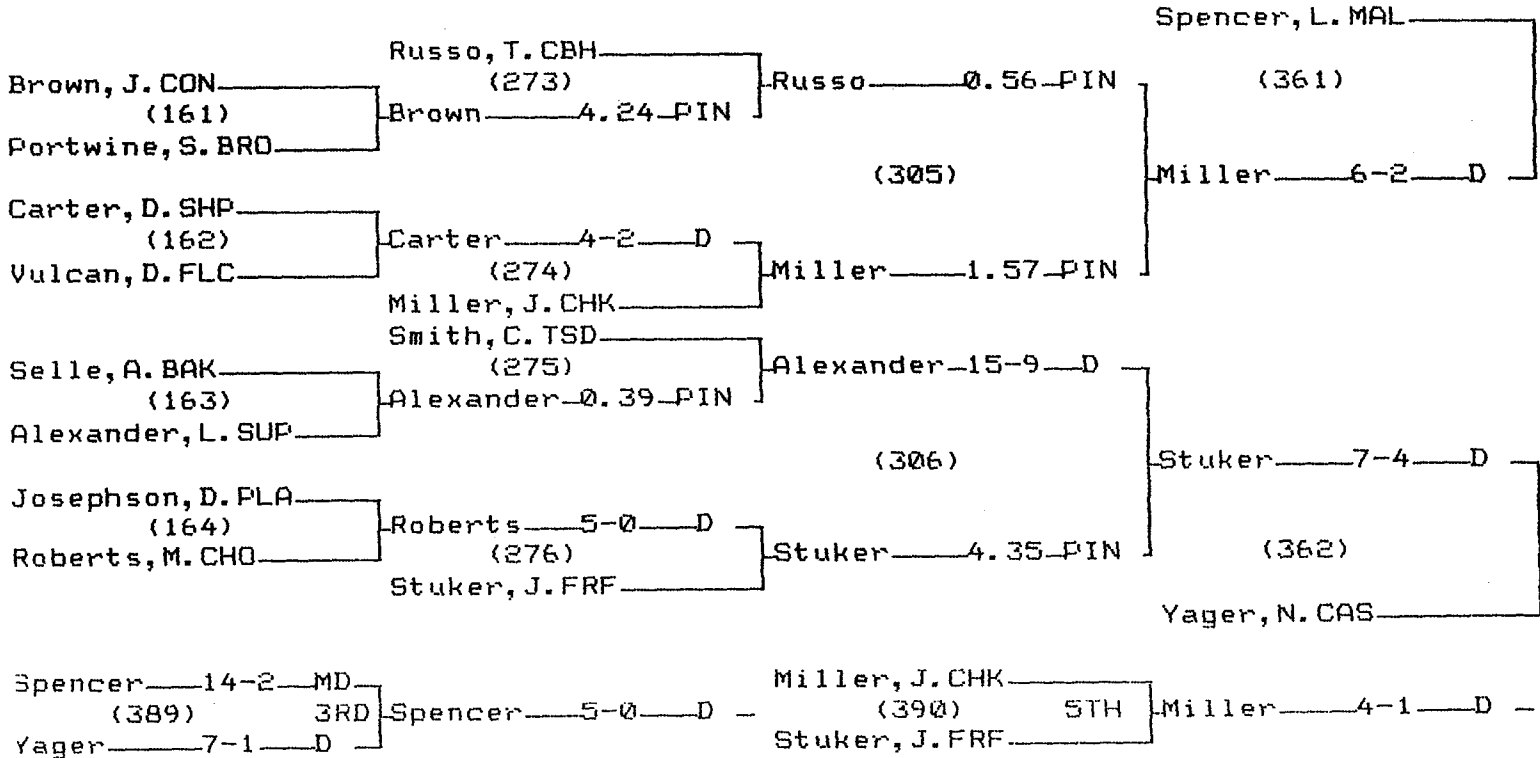 Spencer, L. MAL
Russo, T. CBH
Brown, J. CON (273) Russo 0.56 PIN (361)
(161) Brown 4.24 PIN
Portwine, S. BRO
(305) Miller 6-2 D
Carter, D. SHP
(162) Carter 4-2 D
Vulcan, D. FLC (274) Miller 1.57 PIN
Miller, J. CHK
Smith, C. TSD
Selle, A. BAK (275) Alexander 15-9 D
(163) Alexander 0.39 PIN
Alexander, L. SUP
(306) Stuker 7-4 D
Josephson, D. PLA
(164) Roberts 5-0 D
Roberts, M. CHO (276) Stuker 4.35 PIN (362)
Stuker, J. FRF
Yager, N. CAS
Spencer 14-2 MD Miller, J. CHK
(389) 3RD Spencer 5-0 D (390) 5TH Miller 4-1 D
Yager 7-1 D Stuker, J. FRF